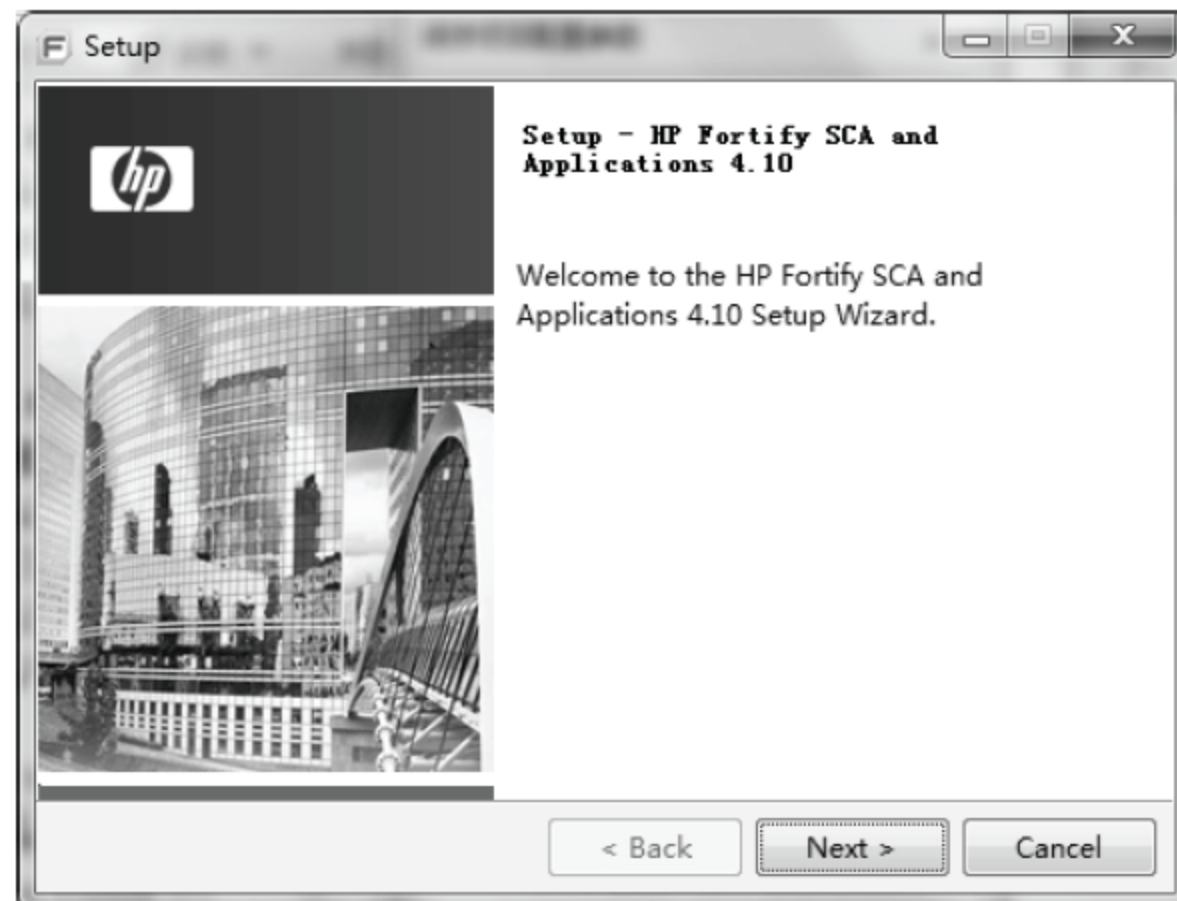 Setup
hp
Setup - HP Fortify SCA and
Applications 4.10
Welcome to the HP Fortify SCA and
Applications 4.10 Setup Wizard.
< Back
Next >
Cancel